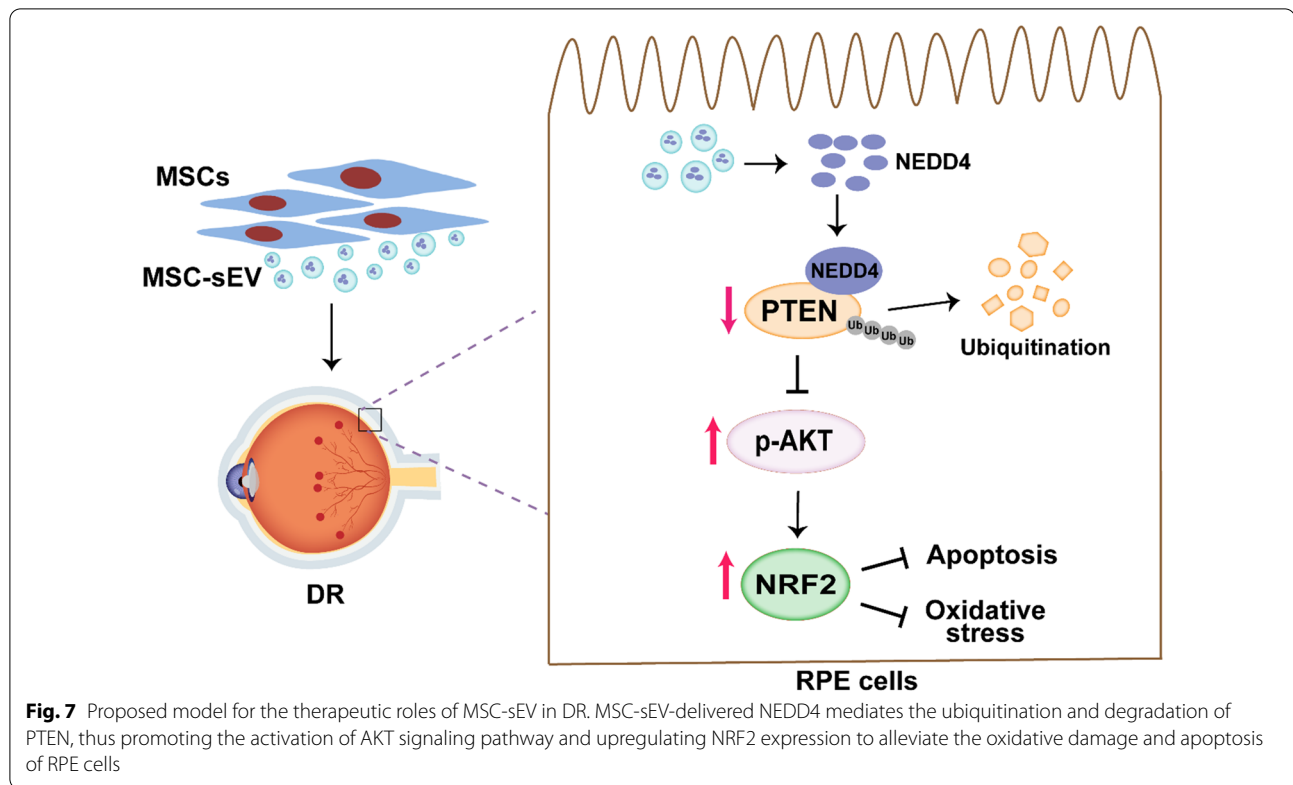 MSCs
MSC-sEV
DR
NEDD4
NEDD4
PTEN
Ub Ub Ub Ub
Ubiquitination
p-AKT
NRF2
Apoptosis
Oxidative
stress
RPE cells
Fig. 7 Proposed model for the therapeutic roles of MSC-sEV in DR. MSC-sEV-delivered NEDD4 mediates the ubiquitination and degradation of
PTEN, thus promoting the activation of AKT signaling pathway and upregulating NRF2 expression to alleviate the oxidative damage and apoptosis
of RPE cells